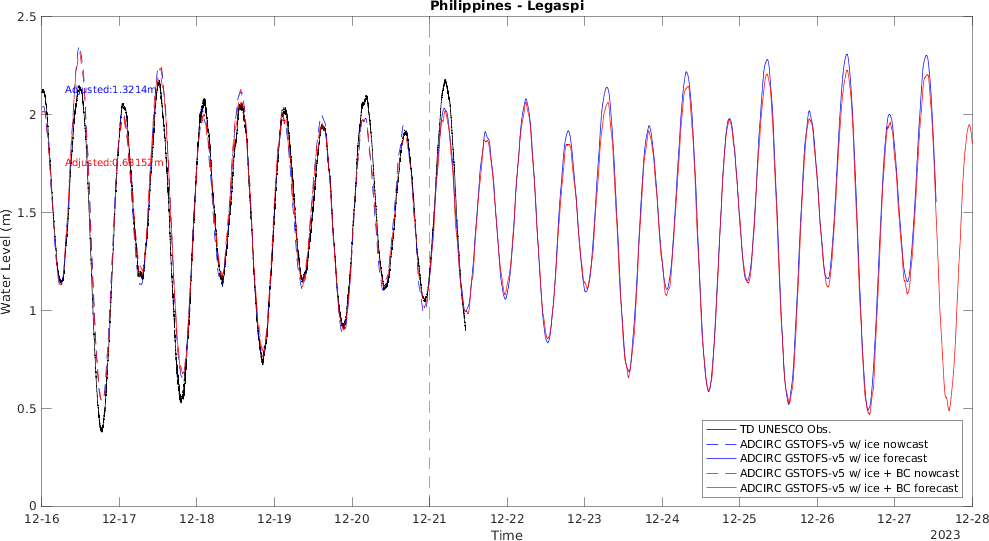 Philippines - Legaspi
2.5
2
1.5
1
0.5
0
Water Level (m)
Adjusted:1.3214m
Adjusted:0.63152m
TD UNESCO Obs.
ADCIRC GSTOFS-v5 w/ ice nowcast
ADCIRC GSTOFS-v5 w/ ice forecast
ADCIRC GSTOFS-v5 w/ ice + BC nowcast
ADCIRC GSTOFS-v5 w/ ice + BC forecast
12-16 12-17 12-18 12-19 12-20 12-21 12-22 12-23 12-24 12-25 12-26 12-27 12-28
Time
2023